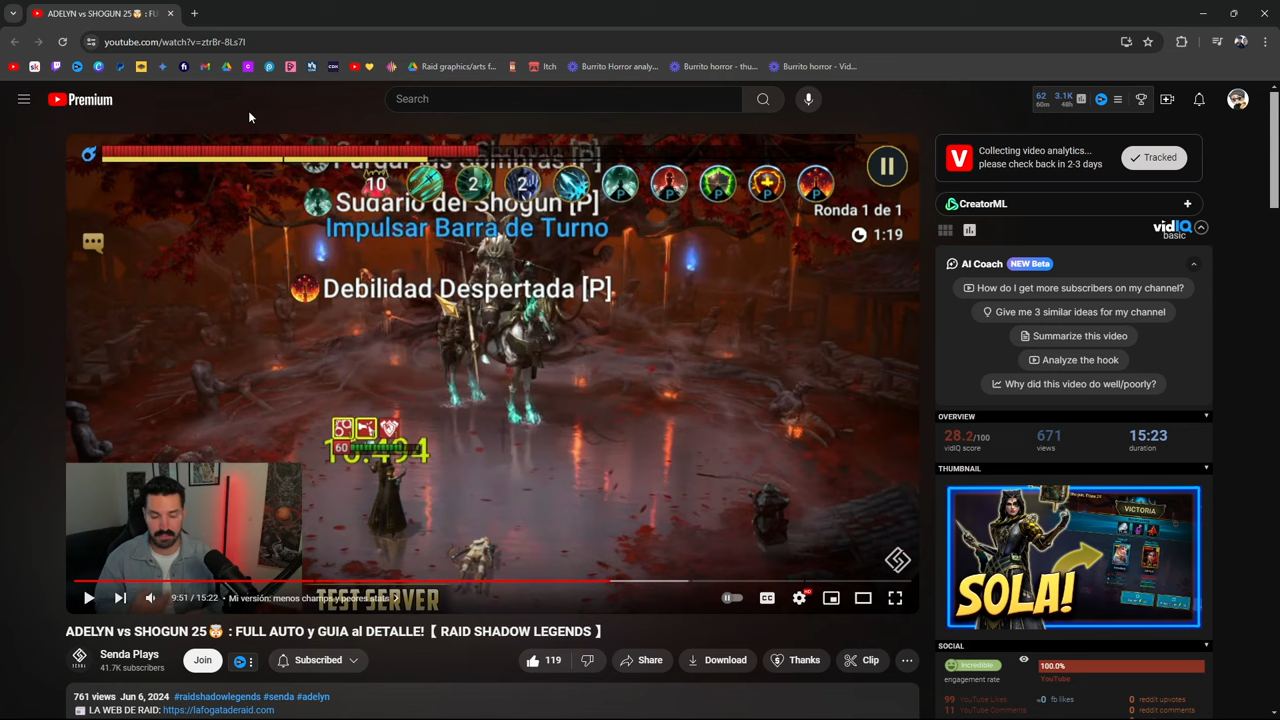 ADELYN vs SHOGUN 25🤯 : FU
youtube.com/watch?v=ztrBr-8Ls7I
Raid graphics/arts f...
Itch
Burrito Horror analy...
Burrito horror - thu...
Burrito horror - Vid...
Premium
Search
62 60m 3.1K 48h
Sudario del Shogun [P]
Impulsar Barra de Turno
Debilidad Despertada [P]
10
2
2
P P P P P
Ronda 1 de 1
1:19
60
TEST SERVER
9:51 / 15:22 • Mi versión: menos champs y peores stats
ADELYN vs SHOGUN 25🤯 : FULL AUTO y GUIA al DETALLE!【 RAID SHADOW LEGENDS 】
Senda Plays
41.7K subscribers
Join
Subscribed
119
Share
Download
Thanks
Clip
761 views Jun 6, 2024 #raidshadowlegends #senda #adelyn
LA WEB DE RAID: https://lafogataderaid.com
Collecting video analytics...
please check back in 2-3 days
Tracked
CreatorML
vidIQ
basic
AI Coach NEW Beta
How do I get more subscribers on my channel?
Give me 3 similar ideas for my channel
Summarize this video
Analyze the hook
Why did this video do well/poorly?
OVERVIEW
28.2/100 671 15:23
vidIQ score views duration
THUMBNAIL
VICTORIA
SOLA!
SOCIAL
Incredible
engagement rate
100.0%
YouTube
99 YouTube Likes ~0 fb likes 0 reddit upvotes
11 YouTube Comments 0 reddit comments